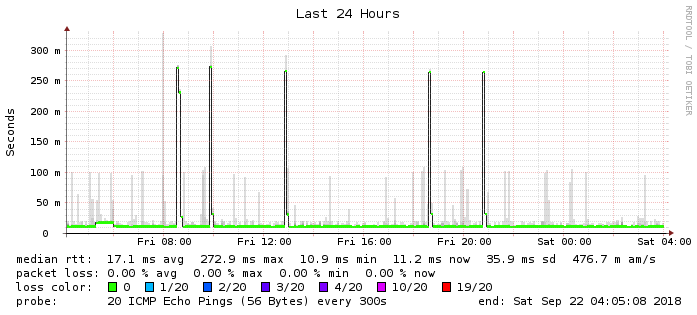 Last 24 Hours
RRDTOOL / TOBI OETIKER
Seconds
300 m
250 m
200 m
150 m
100 m
50 m
0
Fri 08:00 Fri 12:00 Fri 16:00 Fri 20:00 Sat 00:00 Sat 04:00
median rtt: 17.1 ms avg 272.9 ms max 10.9 ms min 11.2 ms now 35.9 ms sd 476.7 m am/s
packet loss: 0.00 % avg 0.00 % max 0.00 % min 0.00 % now
loss color: 0 1/20 2/20 3/20 4/20 10/20 19/20
probe: 20 ICMP Echo Pings (56 Bytes) every 300s end: Sat Sep 22 04:05:08 2018